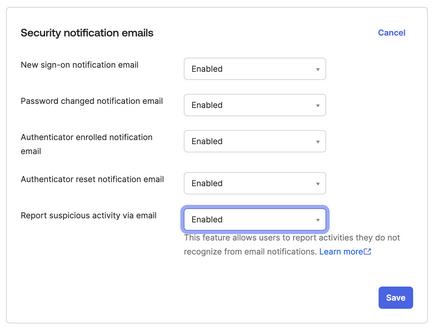 Security notification emails
Cancel
New sign-on notification email
Enabled
Password changed notification email
Enabled
Authenticator enrolled notification
email
Enabled
Authenticator reset notification email
Enabled
Report suspicious activity via email
Enabled
This feature allows users to report activities they do not
recognize from email notifications. Learn more
Save